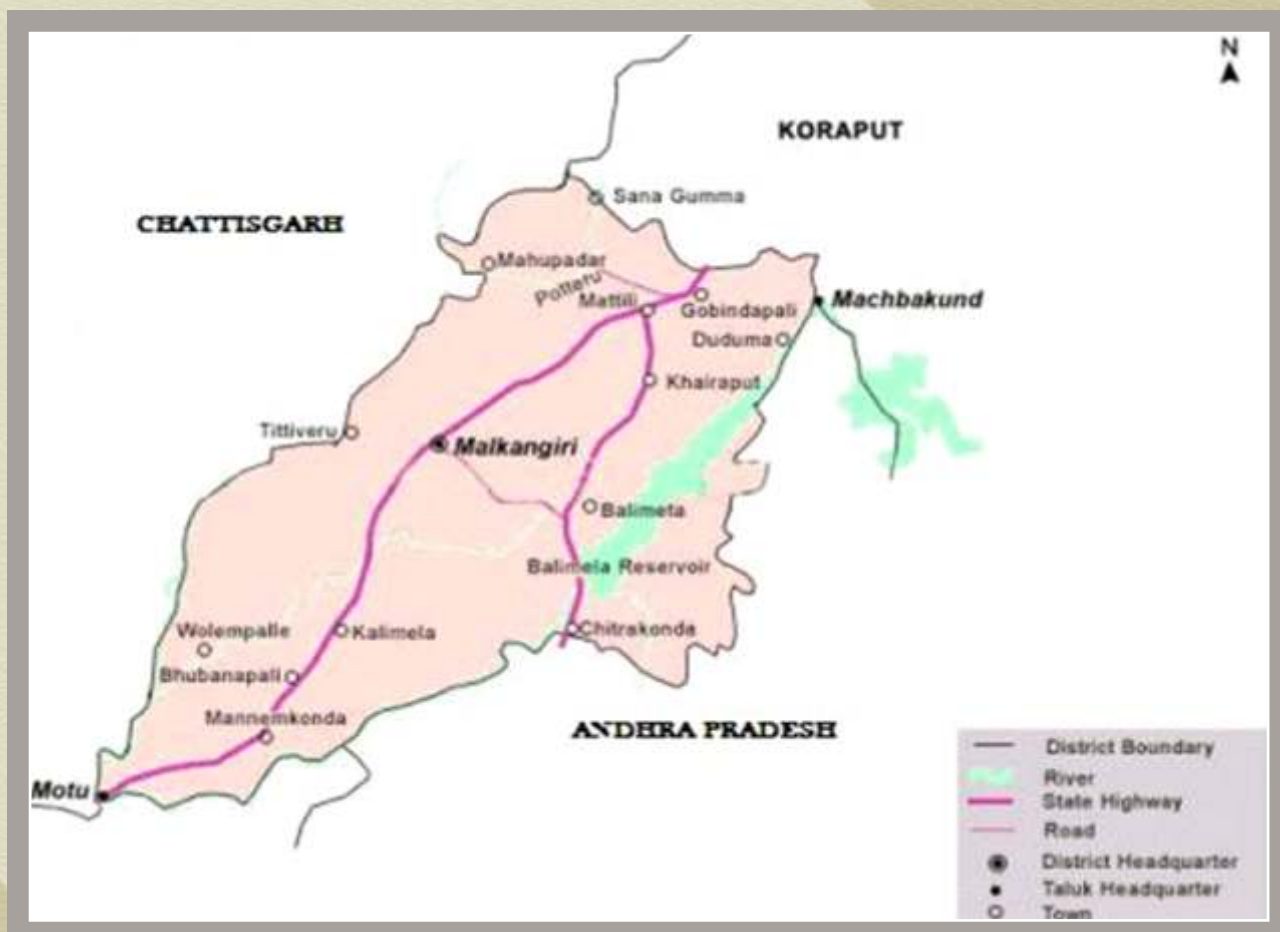 N
KORAPUT
Sana Gumma
CHATTISGARH
Mahupadar
Potteru
Mattili
Gobindapali
Machbakund
Duduma
Khairaput
Tittiveru
Malkangiri
Balimeta
Balimela Reservoir
Wolempalle
Kalimela
Chitrakonda
Bhubanapali
Mannemkonda
ANDHRA PRADESH
Motu
District Boundary
River
State Highway
Road
District Headquarter
Taluk Headquarter
Town